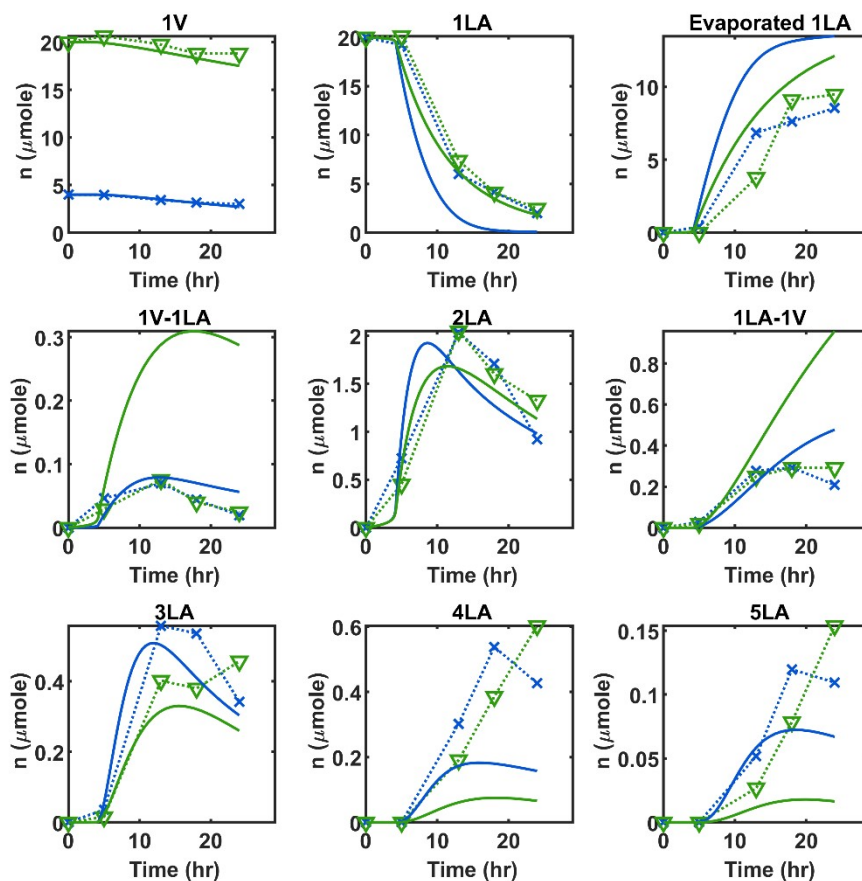 1V
1LA
Evaporated 1LA
n (μmole)
20
15
10
5
0
0 10 20
Time (hr)
n (μmole)
20
15
10
5
0
0 10 20
Time (hr)
n (μmole)
10
5
0
0 10 20
Time (hr)
1V-1LA
2LA
1LA-1V
n (μmole)
0.3
0.2
0.1
0
0 10 20
Time (hr)
n (μmole)
2
1.5
1
0.5
0
0 10 20
Time (hr)
n (μmole)
0.8
0.6
0.4
0.2
0
0 10 20
Time (hr)
3LA
4LA
5LA
n (μmole)
0.4
0.2
0
0 10 20
Time (hr)
n (μmole)
0.6
0.4
0.2
0
0 10 20
Time (hr)
n (μmole)
0.15
0.1
0.05
0
0 10 20
Time (hr)